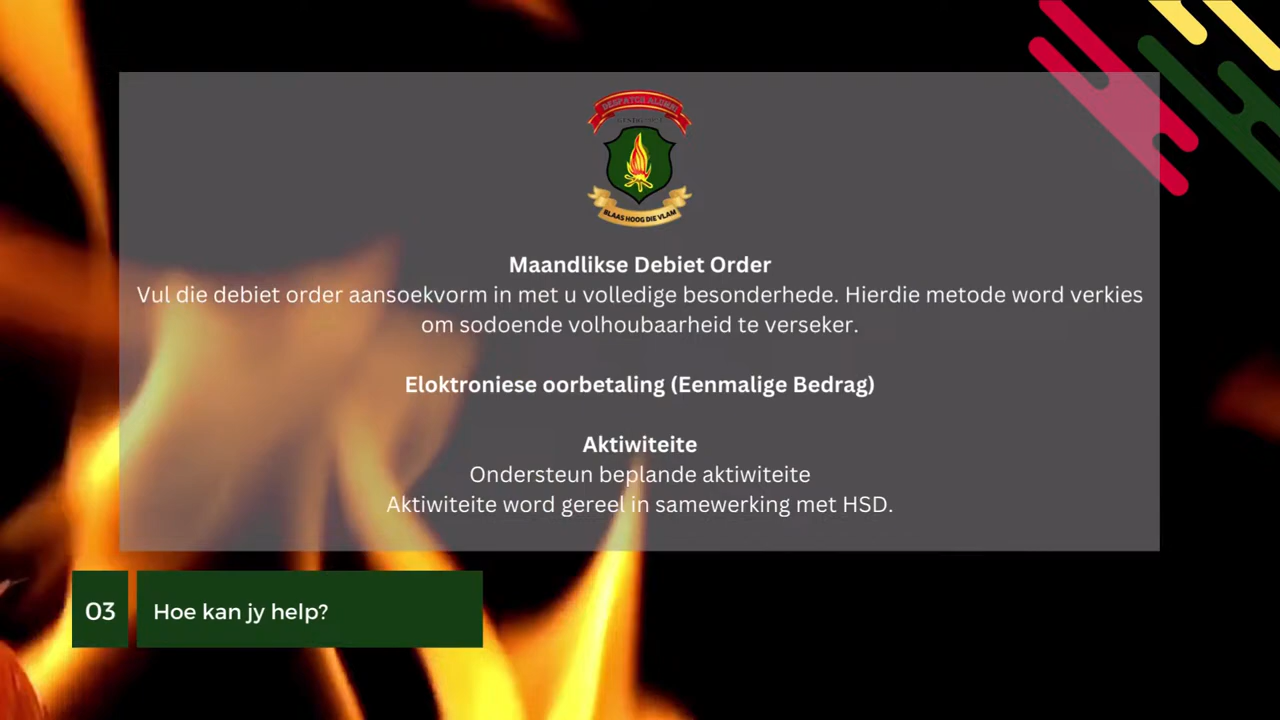 DESPATCH ALUMNI
BLAAS HOOG DIE VLAM
Maandlikse Debiet Order
Vul die debiet order aansoekvorm in met u volledige besonderhede. Hierdie metode word verkies
om sodoende volhoubaarheid te verseker.
Eloktroniese oorbetaling (Eenmalige Bedrag)
Aktiwiteite
Ondersteun beplande aktiwiteite
Aktiwiteite word gereel in samewerking met HSD.
03 Hoe kan jy help?